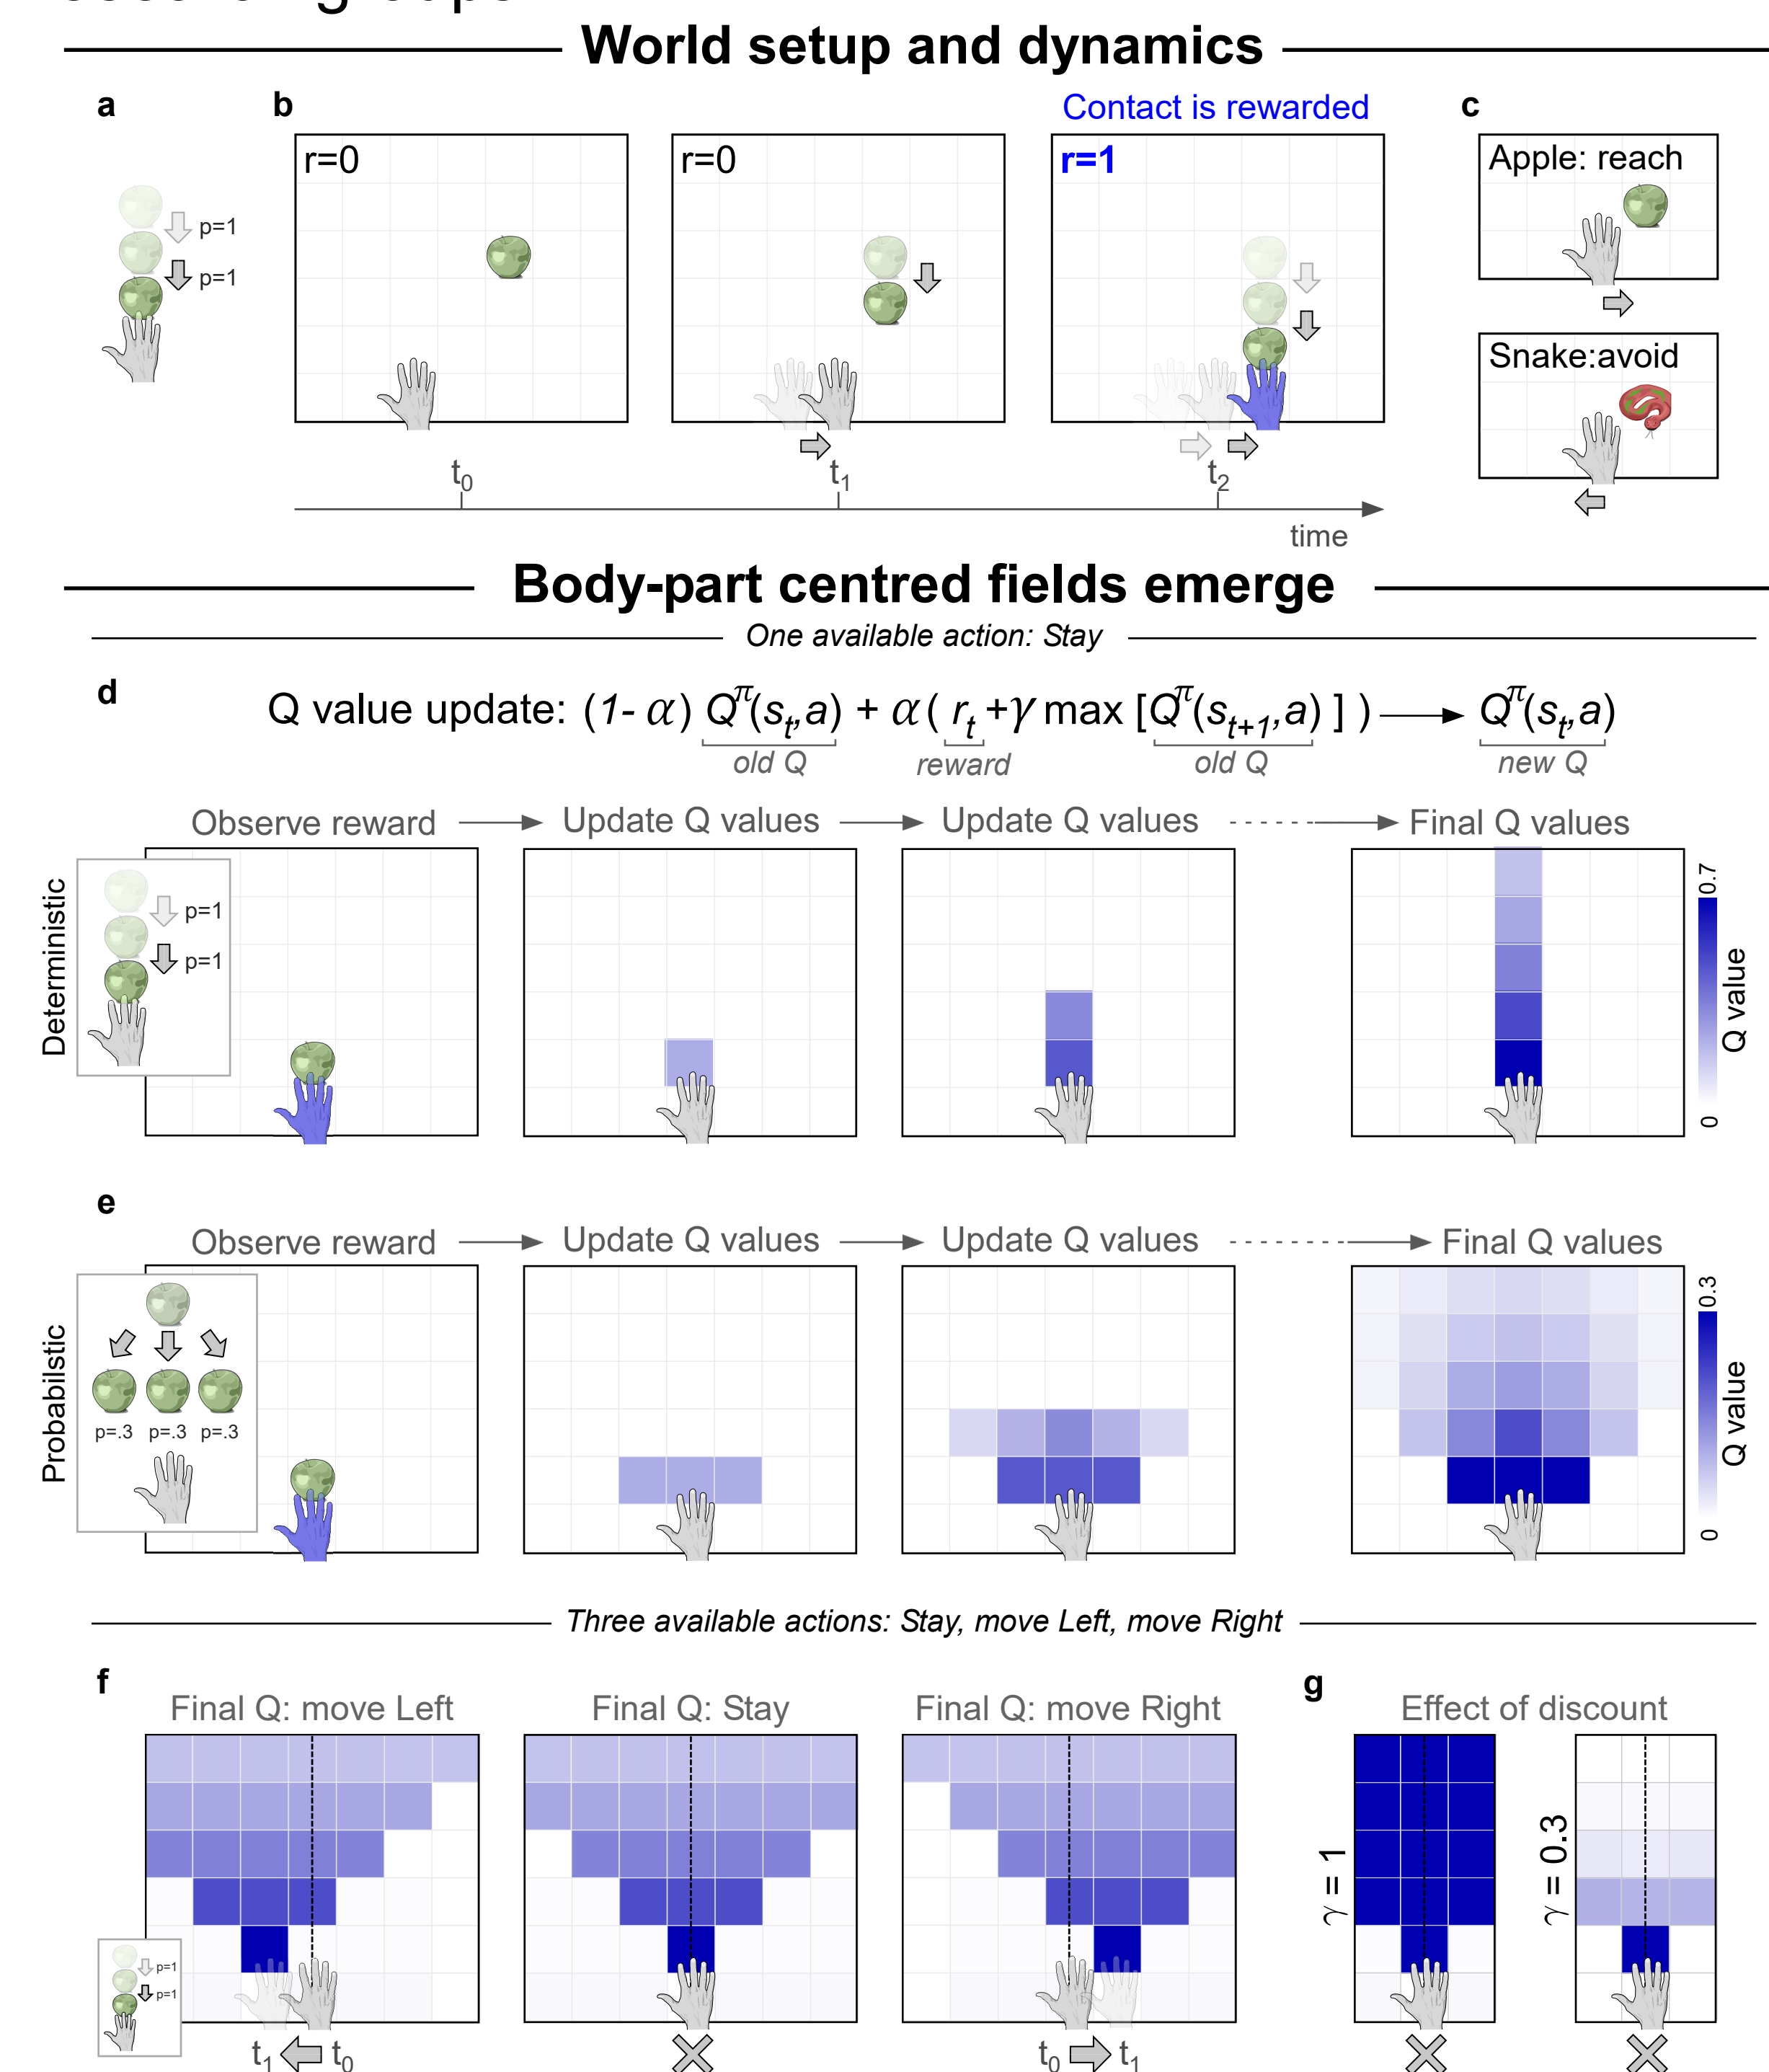 World setup and dynamics
a
b
Contact is rewarded
c
r=0
r=0
r=1
Apple: reach
p=1
p=1
Snake:avoid
t0
t1
t2
time
Body-part centred fields emerge
One available action: Stay
d
Q value update: (1- α) Qπ(st,a) + α ( rt +γ max [Qπ(st+1,a) ] ) Qπ(st,a)
old Q
reward
old Q
new Q
Observe reward
Update Q values
Update Q values
Final Q values
Deterministic
p=1
p=1
0.7
Q value
0
e
Observe reward
Update Q values
Update Q values
Final Q values
Probabilstic
p=.3 p=.3 p=.3
0.3
Q value
0
Three available actions: Stay, move Left, move Right
f
Final Q: move Left
Final Q: Stay
Final Q: move Right
g
Effect of discount
γ = 1
γ = 0.3
p=1
p=1
t1
t0
t0
t1